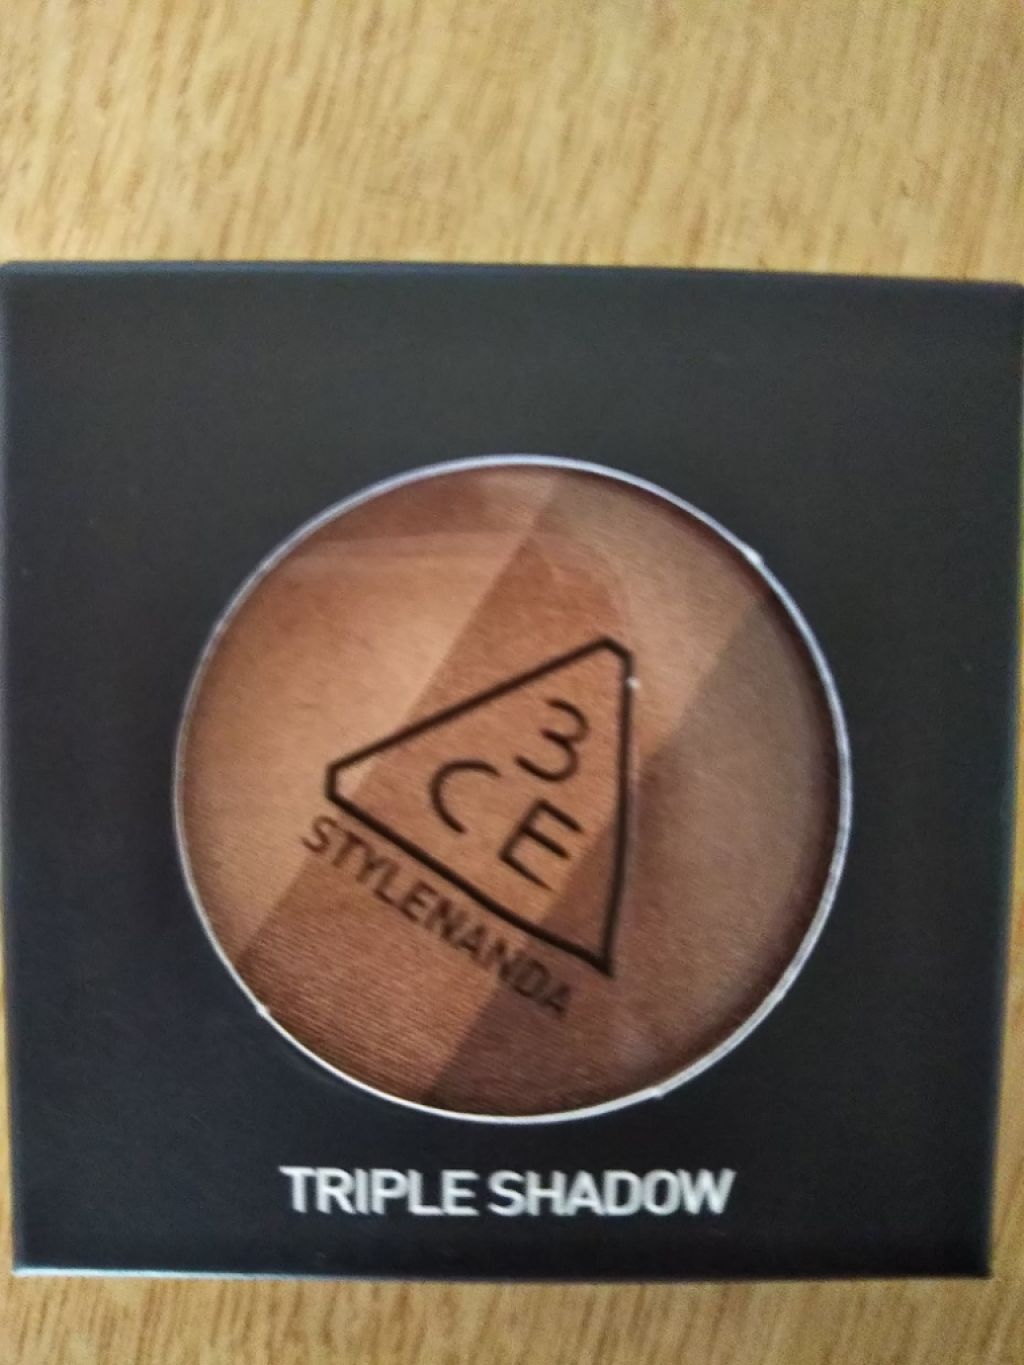 3
CE
STYLENANDA
TRIPLE SHADOW